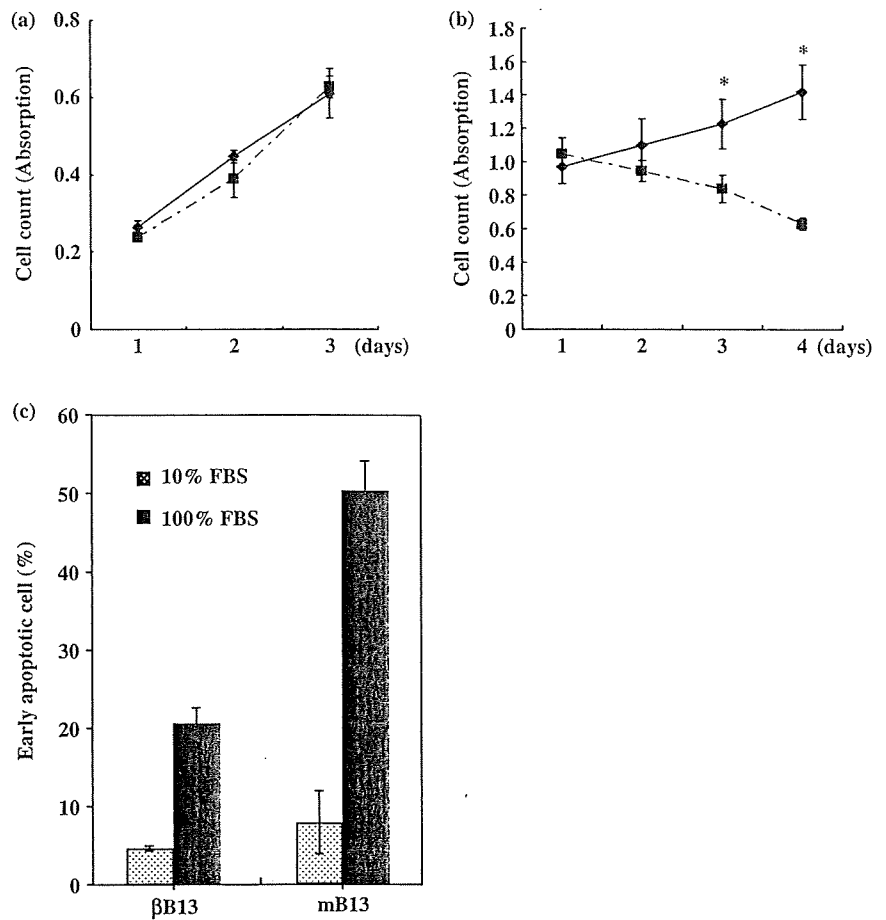 (a)
0.8
0.6
0.4
0.2
0
Cell count (Absorption)
1 2 3 (days)
(b)
1.8
1.6
1.4
1.2
1.0
0.8
0.6
0.4
0.2
0
Cell count (Absorption)
*
*
1 2 3 4 (days)
(c)
60
50
40
30
20
10
0
Early apoptotic cell (%)
10% FBS
100% FBS
βB13 mB13